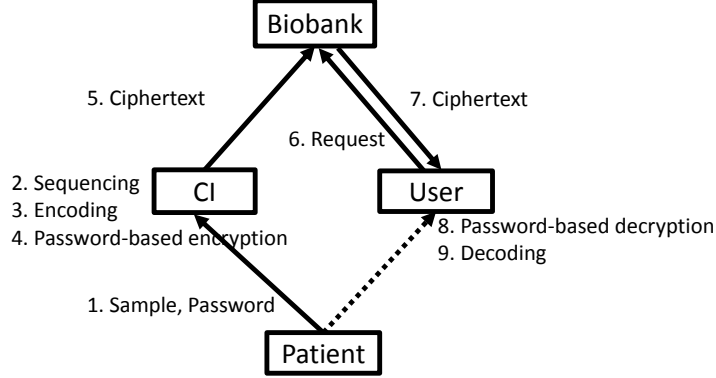 Biobank
5. Ciphertext
7. Ciphertext
6. Request
2. Sequencing
3. Encoding
4. Password-based encryption
CI
User
8. Password-based decryption
9. Decoding
1. Sample, Password
Patient